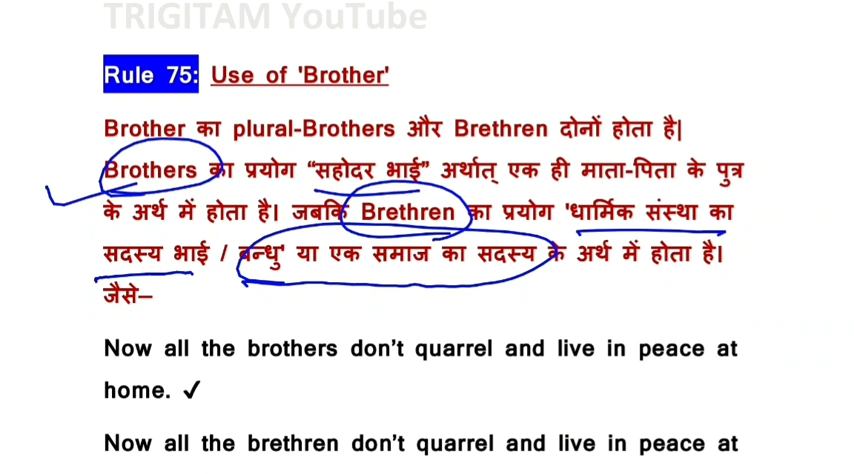 TRIGITAM YouTube
Rule 75: Use of 'Brother'
Brother का plural-Brothers और Brethren दोनों होता है|
Brothers का प्रयोग “सहोदर भाई” अर्थात् एक ही माता-पिता के पुत्र
के अर्थ में होता है। जबकि Brethren का प्रयोग 'धार्मिक संस्था का
सदस्य भाई / बन्धु' या एक समाज का सदस्य के अर्थ में होता है।
जैसे–
Now all the brothers don’t quarrel and live in peace at
home. ✓
Now all the brethren don’t quarrel and live in peace at